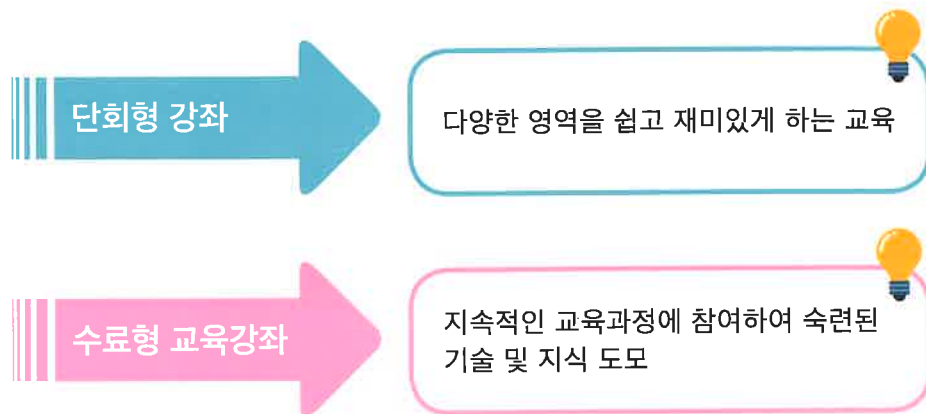 단회형 강좌
다양한 영역을 쉽고 재미있게 하는 교육
수료형 교육강좌
지속적인 교육과정에 참여하여 숙련된
기술 및 지식 도모